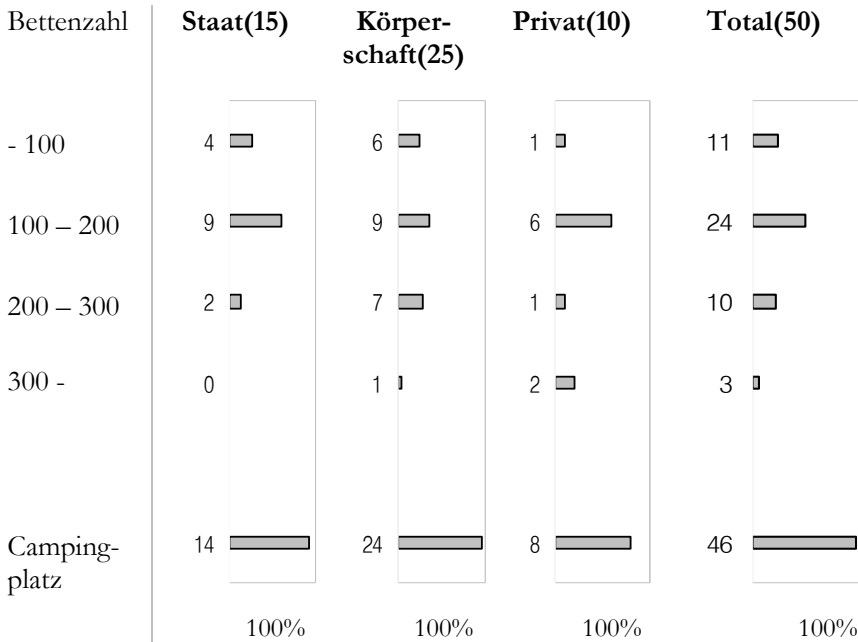 Bettenzahl Staat(15) Körper- Privat(10) Total(50)
schaft(25)
- 100 4 6 1 11
100 – 200 9 9 6 24
200 – 300 2 7 1 10
300 - 0 1 2 3
Camping- 14 24 8 46
platz
100% 100% 100% 100%